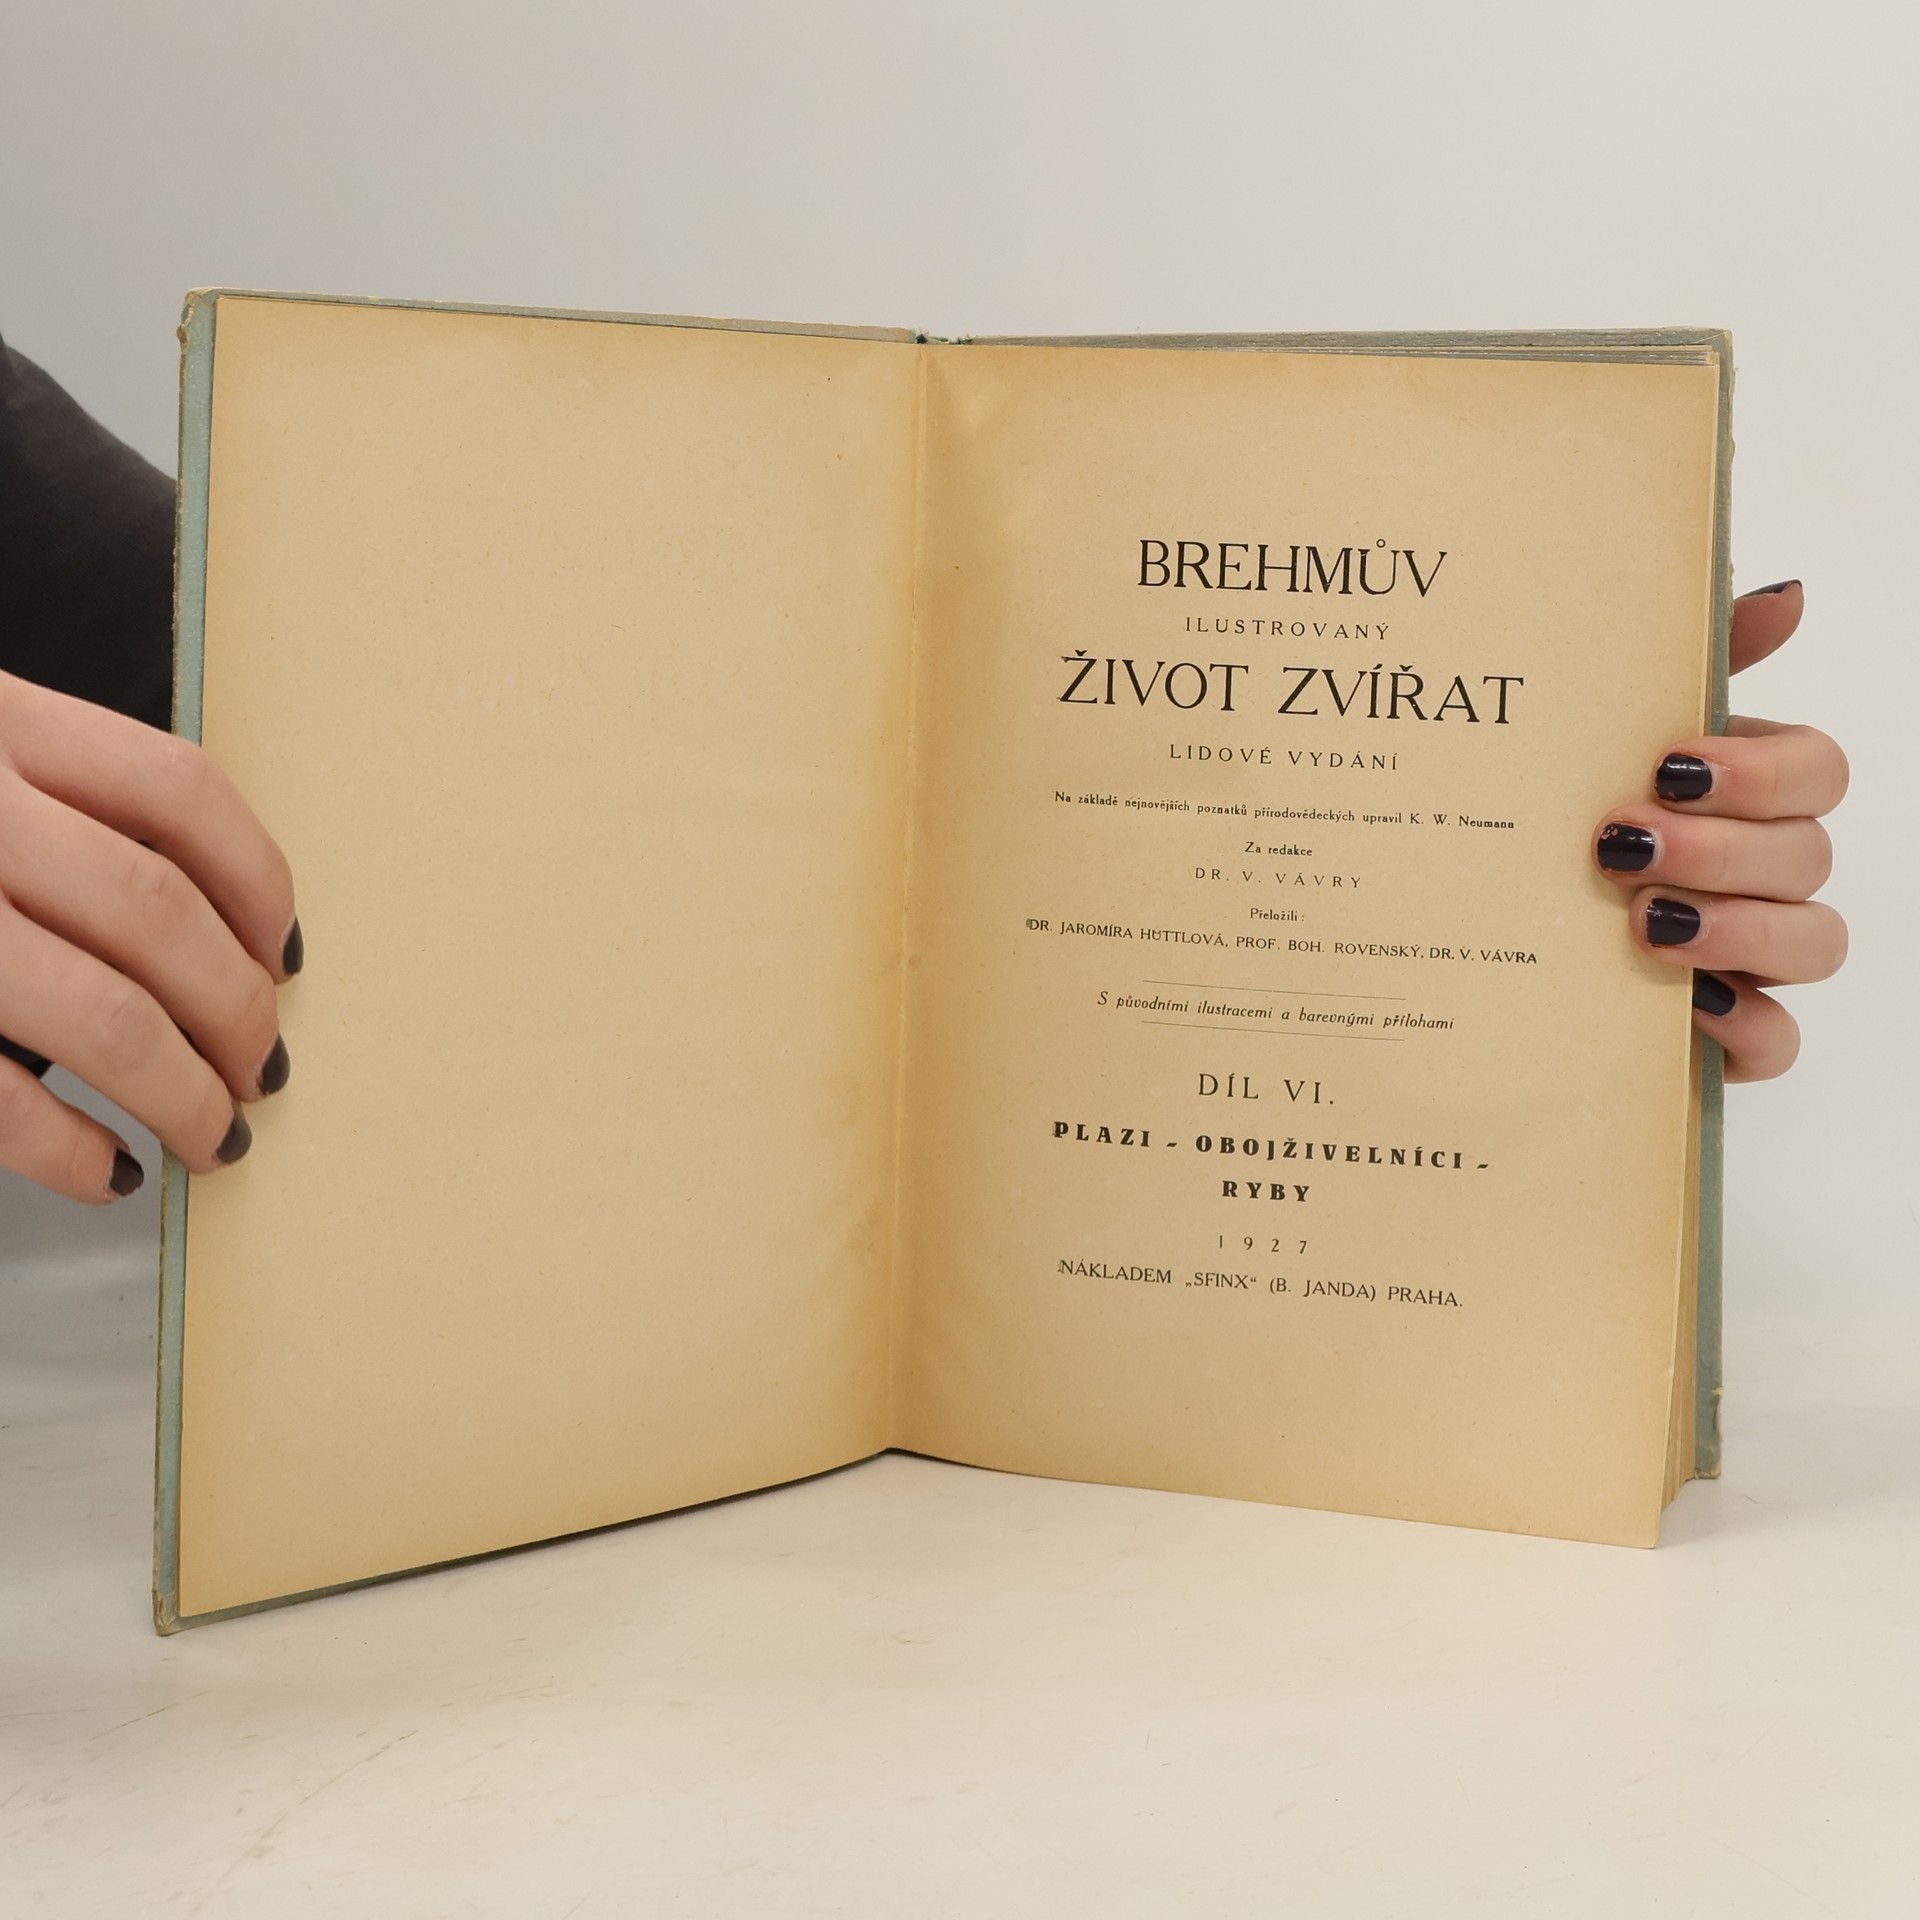 BREHMŮV
ILUSTROVANÝ
ŽIVOT ZVÍŘAT
LIDOVÉ VYDÁNÍ
Na základě nejnovějších poznatků přírodovědeckých upravil K. W. Neumann
Za redakce
DR. V. VÁVRY
Přeložili:
DR. JAROMÍRA HÜTTLOVÁ, PROF. BOH. ROVENSKÝ, DR. V. VÁVRA
S původními ilustracemi a barevnými přílohami
DÍL VI.
PLAZI - OBOJŽIVELNÍCI -
RYBY
1927
NÁKLADEM „SFINX“ (B. JANDA) PRAHA.